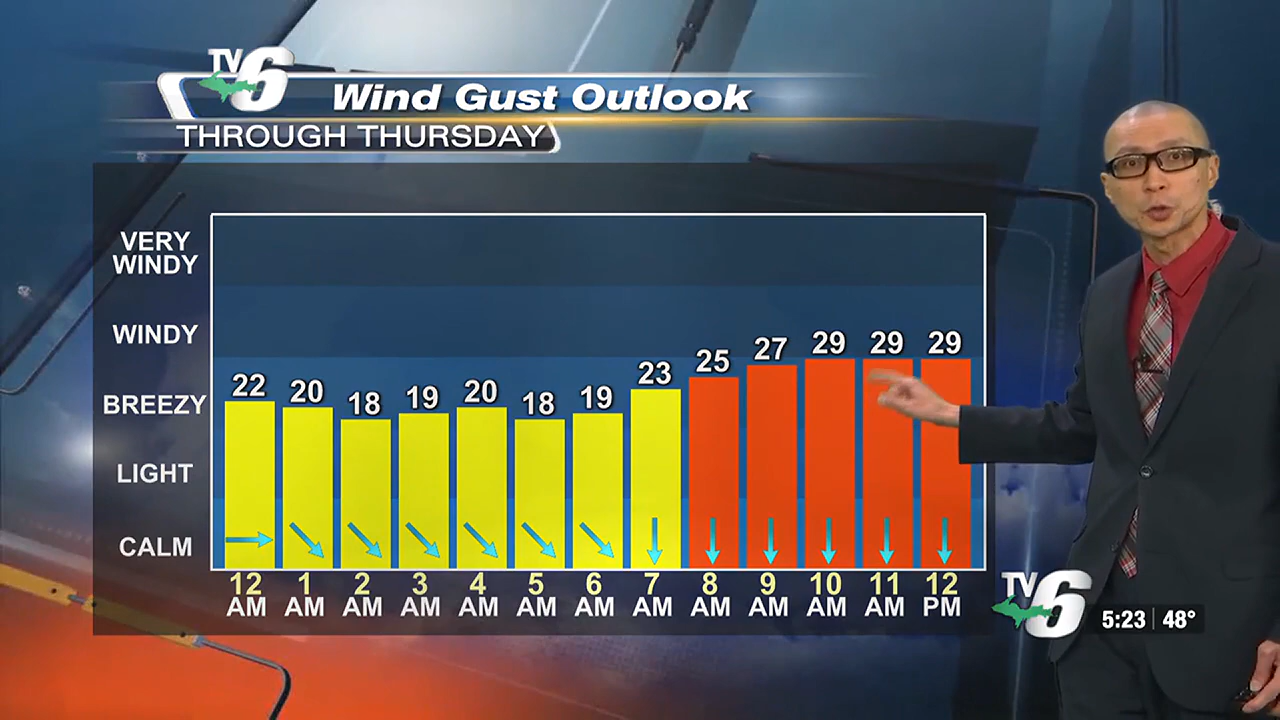 TV6
Wind Gust Outlook
THROUGH THURSDAY
VERY
WINDY
WINDY
BREEZY
LIGHT
CALM
22 20 18 19 20 18 19 23 25 27 29 29 29
12 1 2 3 4 5 6 7 8 9 10 11 12
AM AM AM AM AM AM AM AM AM AM AM AM PM
TV6
5:23 48°